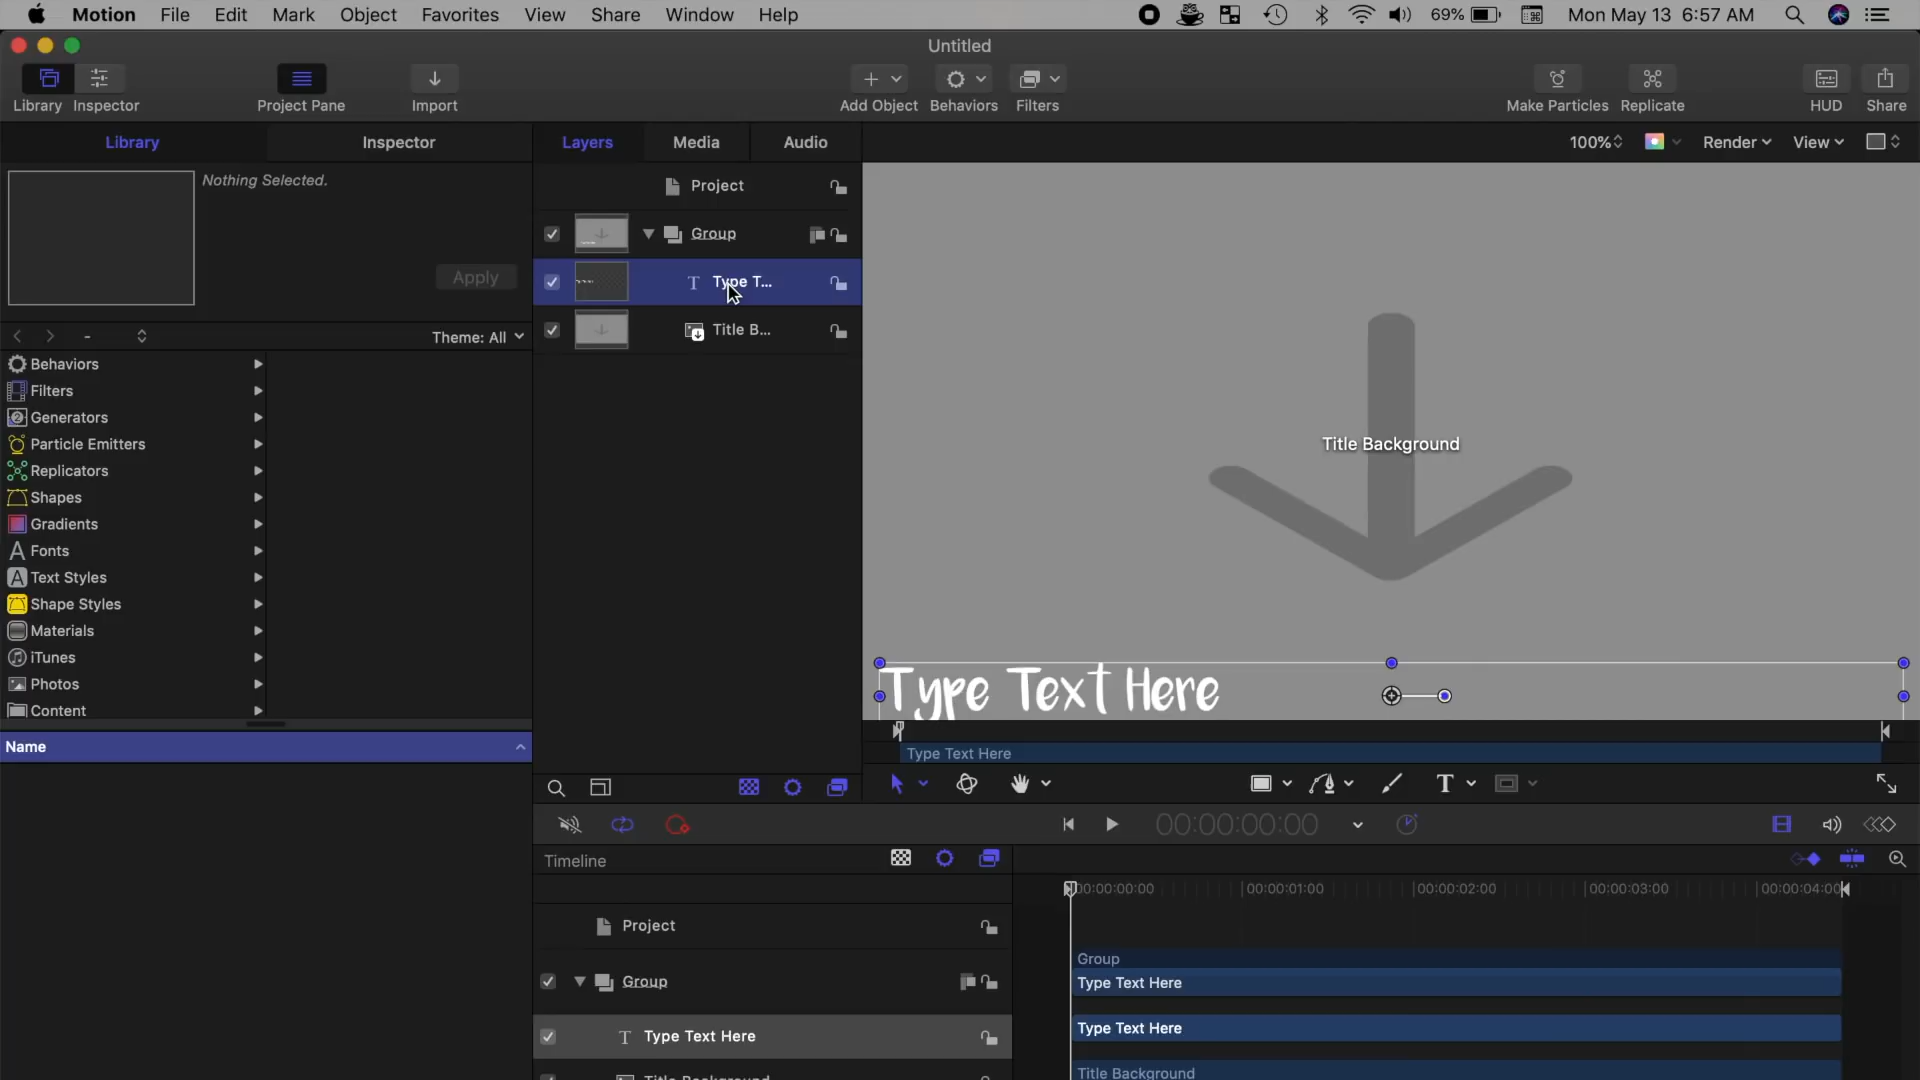 Motion File Edit Mark Object Favorites View Share Window Help 69% Mon May 13 6:57 AM
Untitled
Library Inspector Project Pane Import Add Object Behaviors Filters Make Particles Replicate HUD Share
Library Inspector Layers Media Audio 100% Render View
Nothing Selected.
Apply
Theme: All
Behaviors
Filters
Generators
Particle Emitters
Replicators
Shapes
Gradients
Fonts
Text Styles
Shape Styles
Materials
iTunes
Photos
Content
Name
Project
Group
Type T...
Title B...
Title Background
Type Text Here
Type Text Here
00:00:00:00
Timeline
00:00:00:00 00:00:01:00 00:00:02:00 00:00:03:00 00:00:04:00
Project
Group
Group
Type Text Here
Type Text Here
Type Text Here
Title Background
Title Background